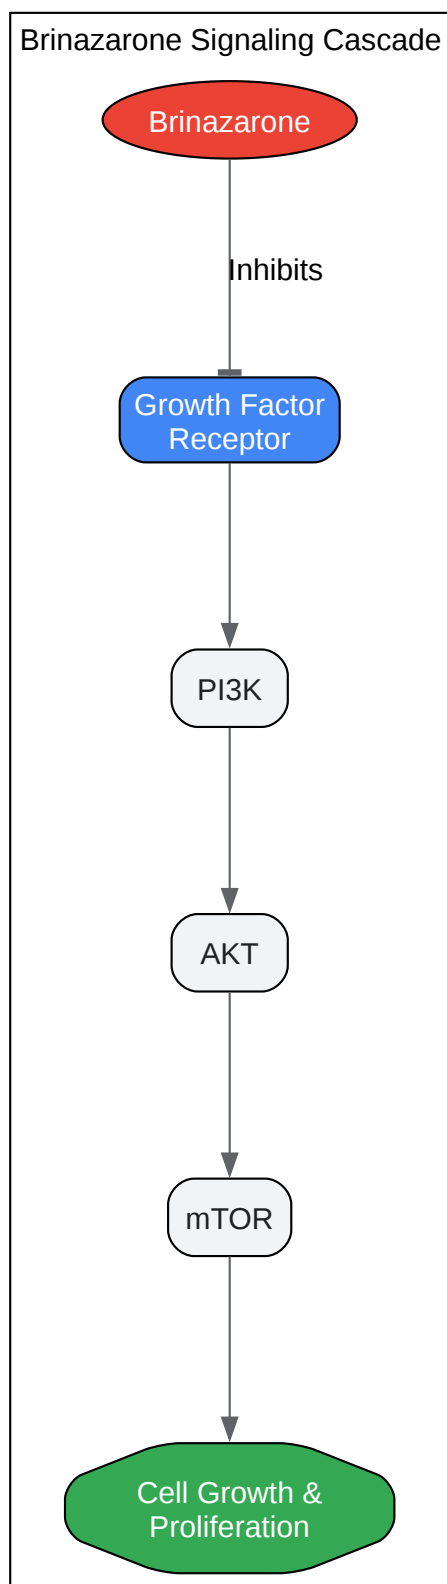 Brinazarone Signaling Cascade
Brinazarone
Inhibits
Growth Factor
Receptor
PI3K
AKT
mTOR
Cell Growth &
Proliferation